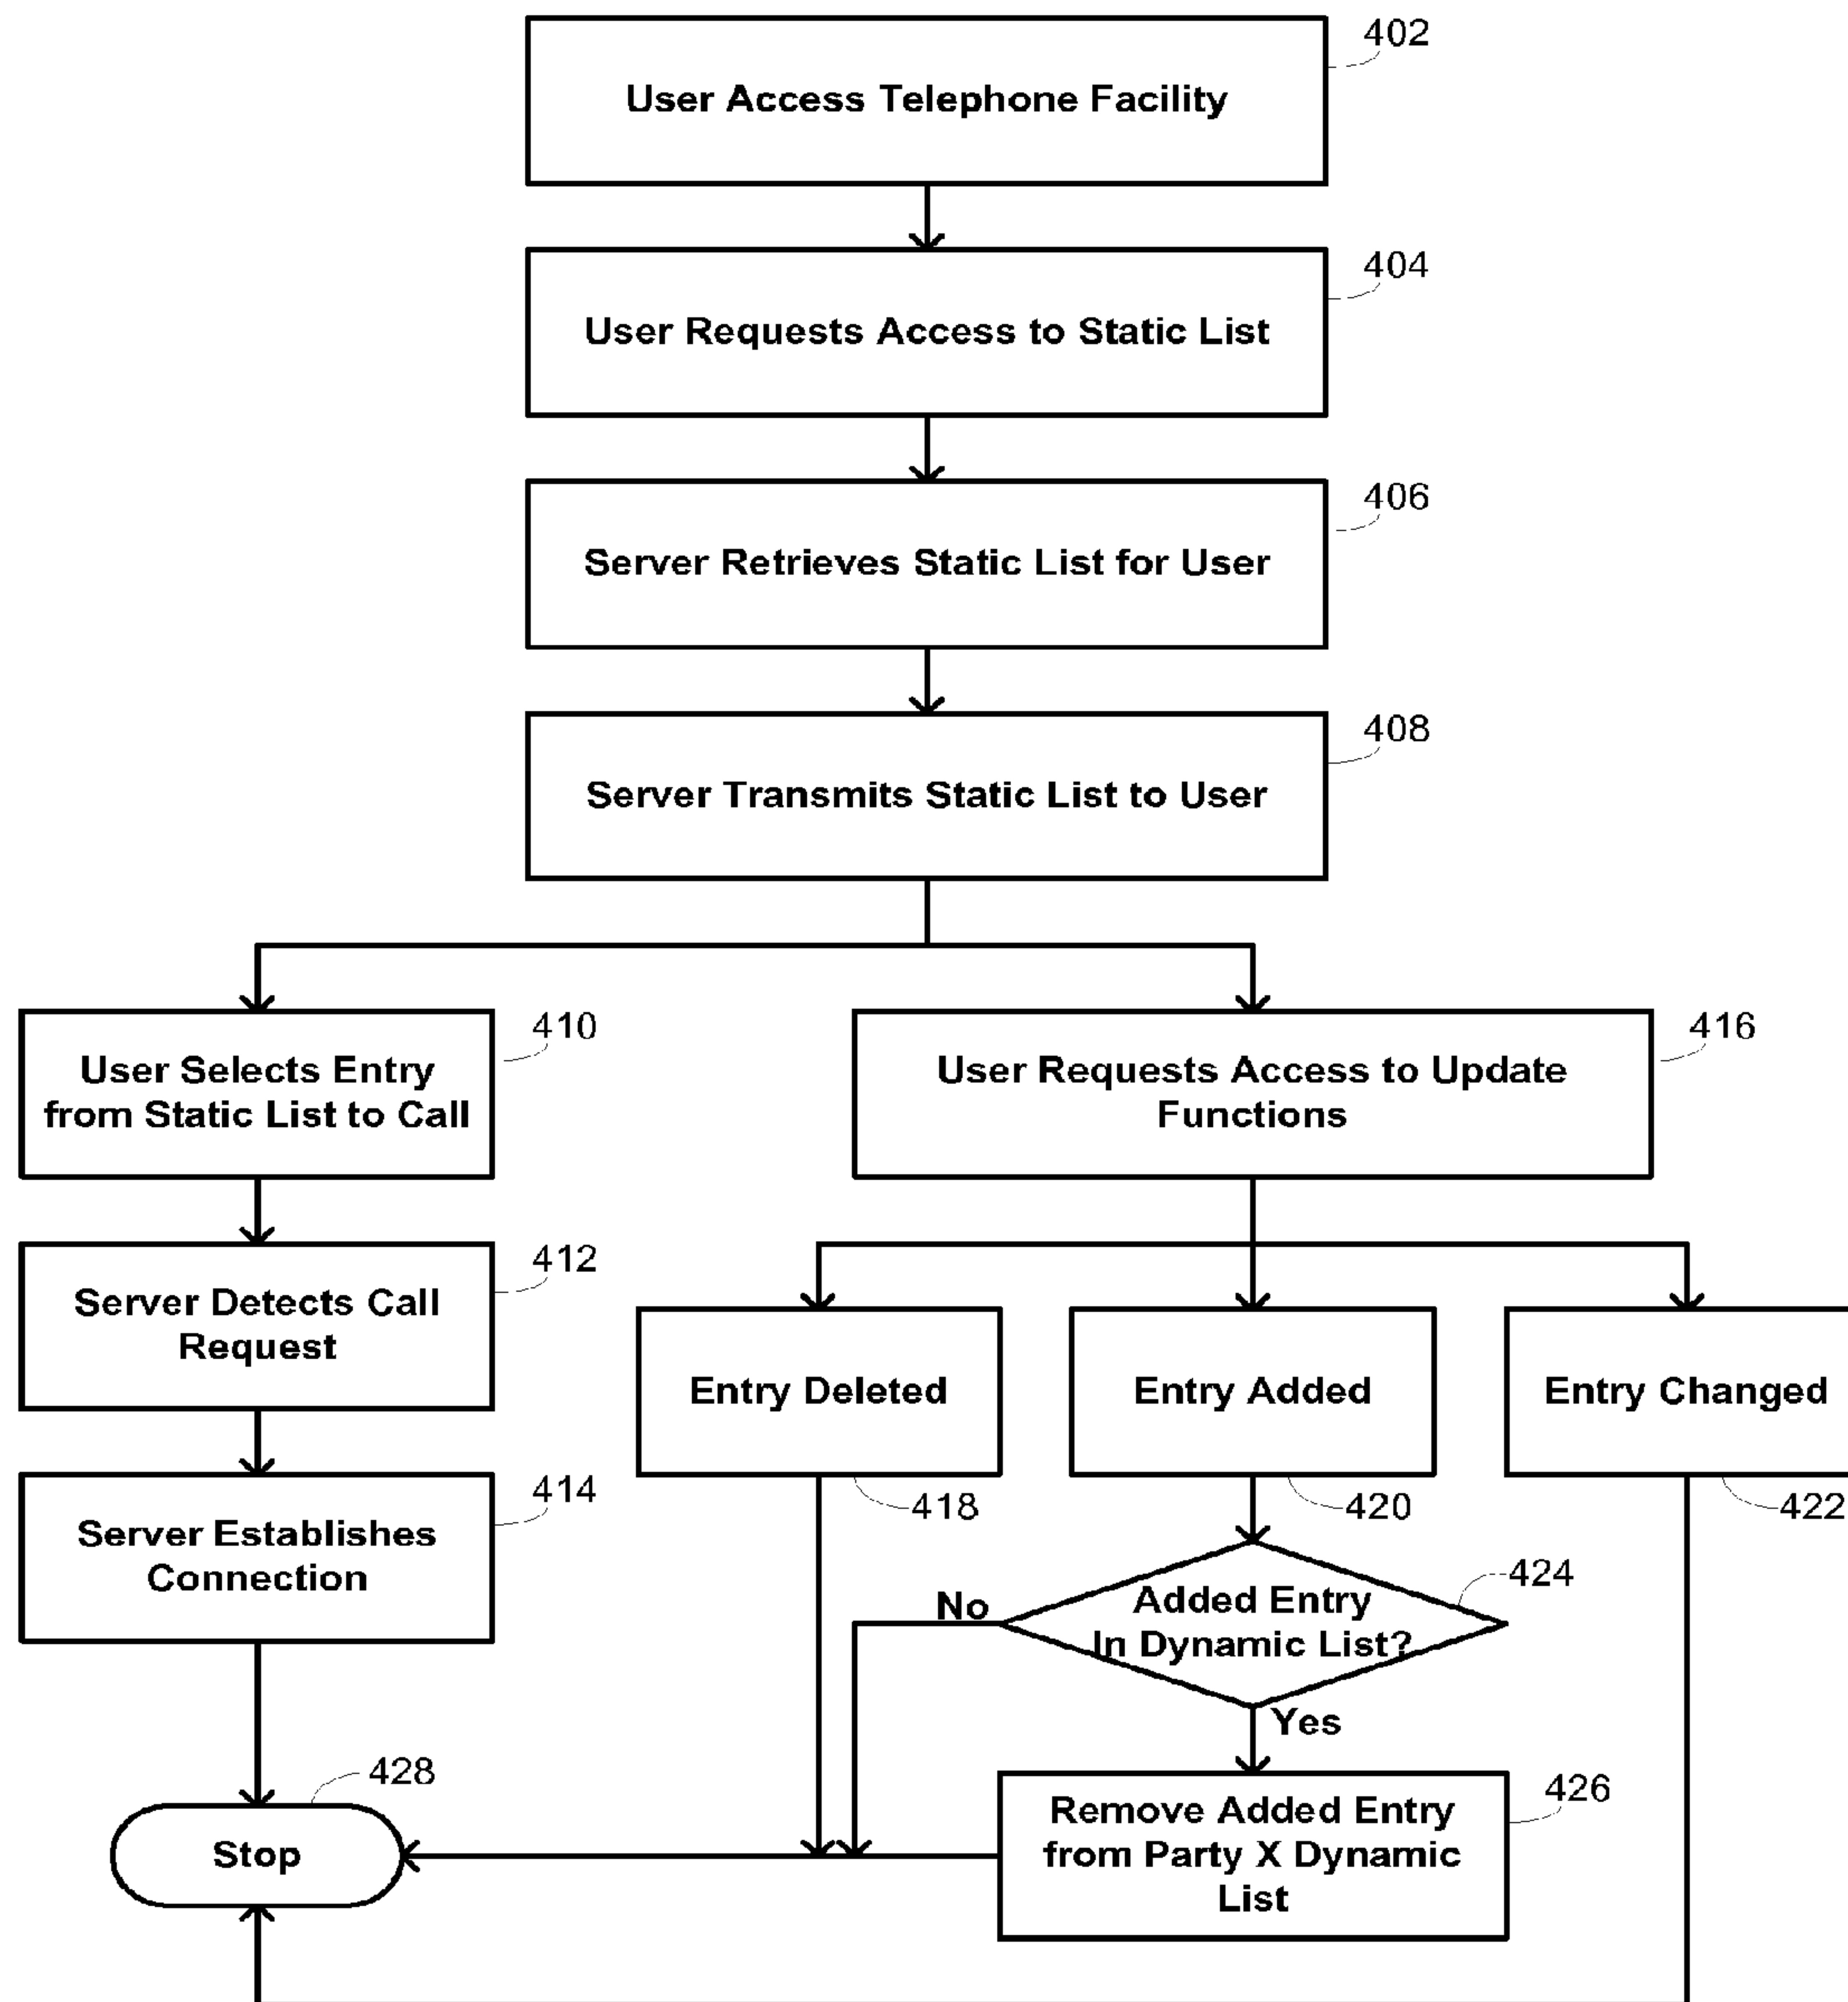 402
User Access Telephone Facility
404
User Requests Access to Static List
406
Server Retrieves Static List for User
408
Server Transmits Static List to User
410
User Selects Entry
from Static List to Call
416
User Requests Access to Update
Functions
412
Server Detects Call
Request
Entry Deleted
Entry Added
Entry Changed
414
Server Establishes
Connection
418
420
422
424
Added Entry
In Dynamic List?
No
Yes
428
Stop
426
Remove Added Entry
from Party X Dynamic
List